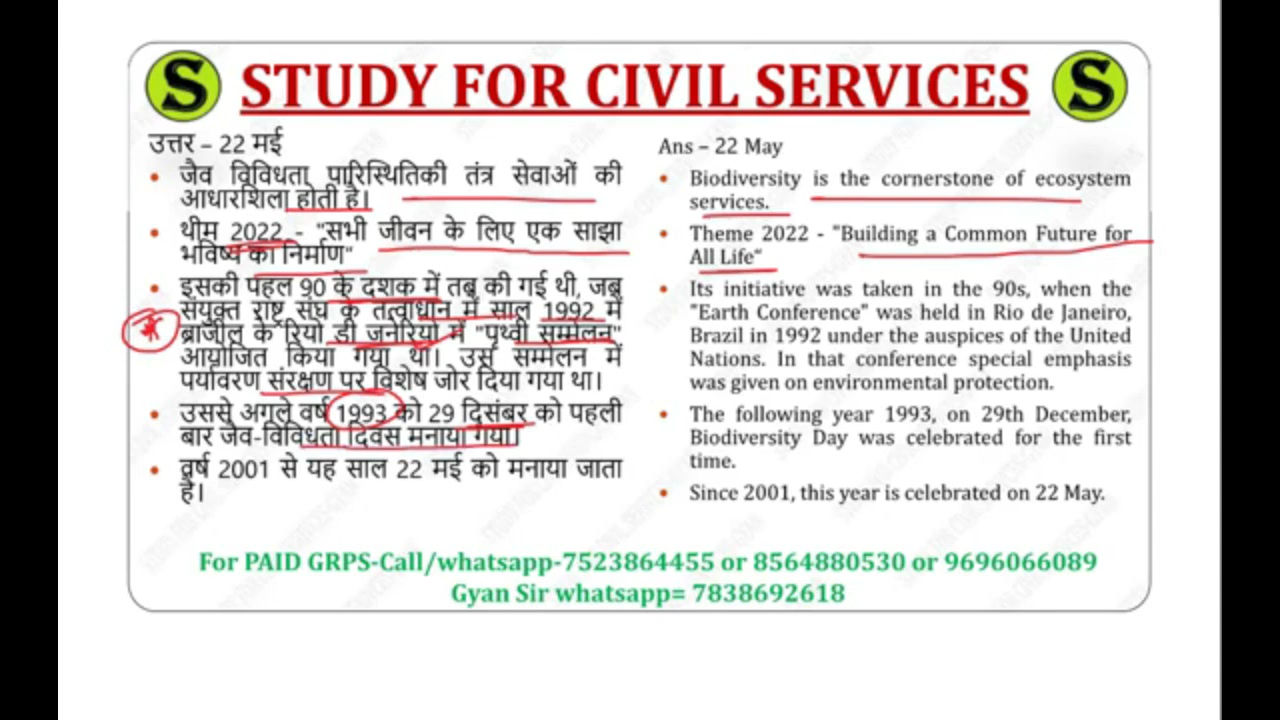 S STUDY FOR CIVIL SERVICES S
उत्तर – 22 मई
• जैव विविधता पारिस्थितिकी तंत्र सेवाओं की
आधारशिला होती है।
• थीम 2022 - "सभी जीवन के लिए एक साझा
भविष्य का निर्माण"
• इसकी पहल 90 के दशक में तब की गई थी, जब
संयुक्त राष्ट्र संघ के तत्वाधान में साल 1992 में
ब्राजील के रियो डी जनेरियो में "पृथ्वी सम्मेलन"
आयोजित किया गया था। उस सम्मेलन में
पर्यावरण संरक्षण पर विशेष जोर दिया गया था।
• उससे अगले वर्ष 1993 को 29 दिसंबर को पहली
बार जैव-विविधता दिवस मनाया गया।
• वर्ष 2001 से यह साल 22 मई को मनाया जाता
है।
Ans – 22 May
• Biodiversity is the cornerstone of ecosystem
services.
• Theme 2022 - "Building a Common Future for
All Life"
• Its initiative was taken in the 90s, when the
"Earth Conference" was held in Rio de Janeiro,
Brazil in 1992 under the auspices of the United
Nations. In that conference special emphasis
was given on environmental protection.
• The following year 1993, on 29th December,
Biodiversity Day was celebrated for the first
time.
• Since 2001, this year is celebrated on 22 May.
For PAID GRPS-Call/whatsapp-7523864455 or 8564880530 or 9696066089
Gyan Sir whatsapp= 7838692618